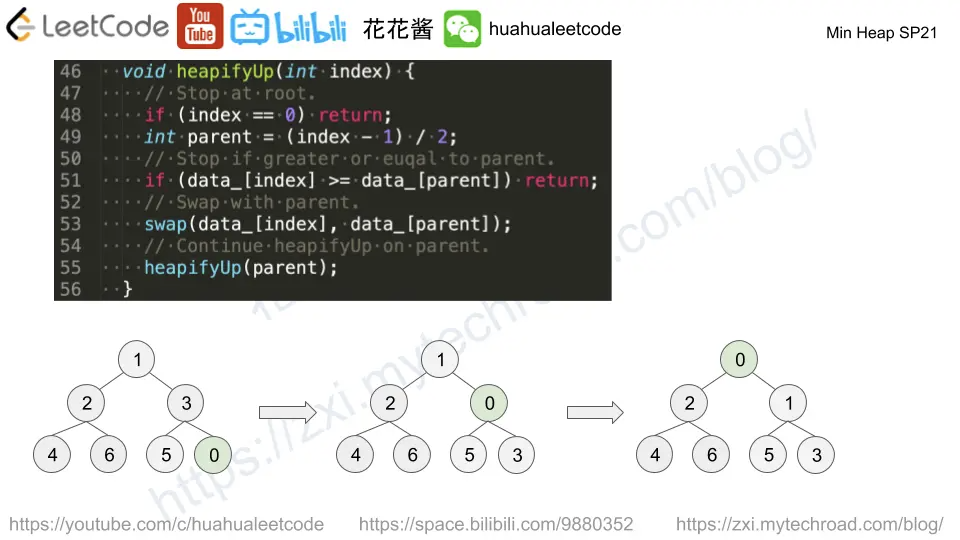 LeetCode You Tube bilibili 花花酱 huahualeetcode
Min Heap SP21
46 ··void·heapifyUp(int·index)·{
47 ····//·Stop·at·root.
48 ····if·(index·==·0)·return;
49 ····int·parent·=·(index·-·1)·/·2;
50 ····//·Stop·if·greater·or·euqal·to·parent.
51 ····if·(data_[index]·>=·data_[parent])·return;
52 ····//·Swap·with·parent.
53 ····swap(data_[index],·data_[parent]);
54 ····//·Continue·heapifyUp·on·parent.
55 ····heapifyUp(parent);
56 ··}
1 1 0
2 3 2 0 2 1
4 6 5 0 4 6 5 3 4 6 5 3
https://zxi.mytechroad.com/blog/
https://youtube.com/c/huahualeetcode https://space.bilibili.com/9880352 https://zxi.mytechroad.com/blog/